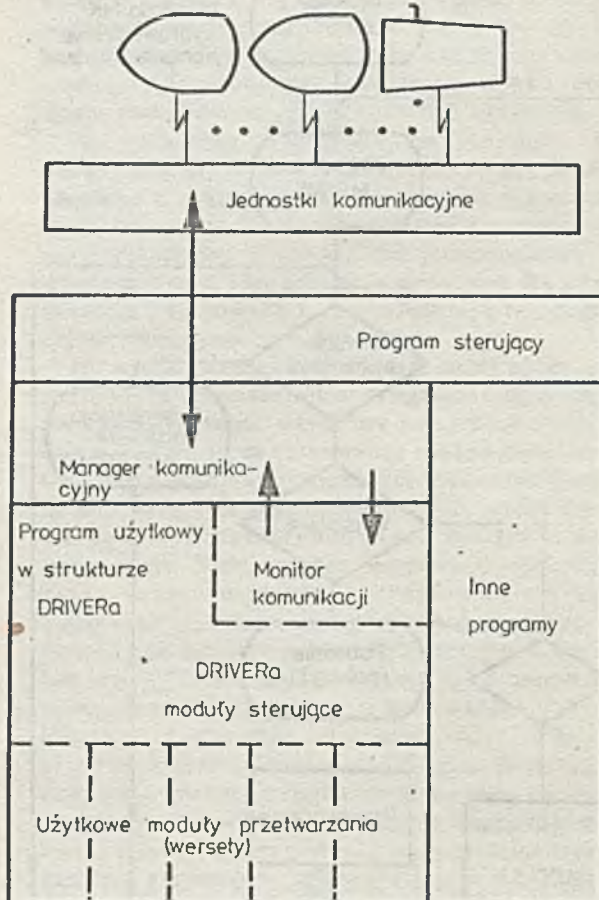 Jednostki komunikacyjne
Program sterujący
Manager komunika-
cyjny
Program użytkowy
w strukturze
DRIVERa
Monitor
komunikacji
Inne
programy
DRIVERa
moduły sterujące
Użytkowe moduły przetwarzania
(wersety)